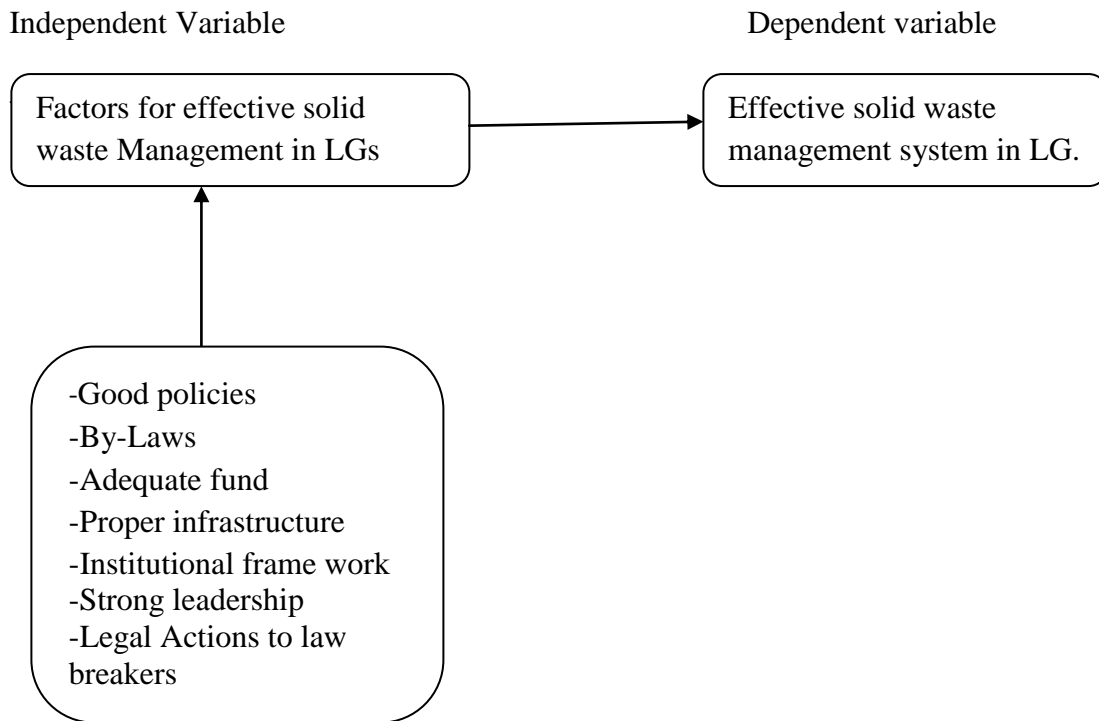 Independent Variable
Dependent variable
Factors for effective solid
waste Management in LGs
Effective solid waste
management system in LG.
-Good policies
-By-Laws
-Adequate fund
-Proper infrastructure
-Institutional frame work
-Strong leadership
-Legal Actions to law
breakers